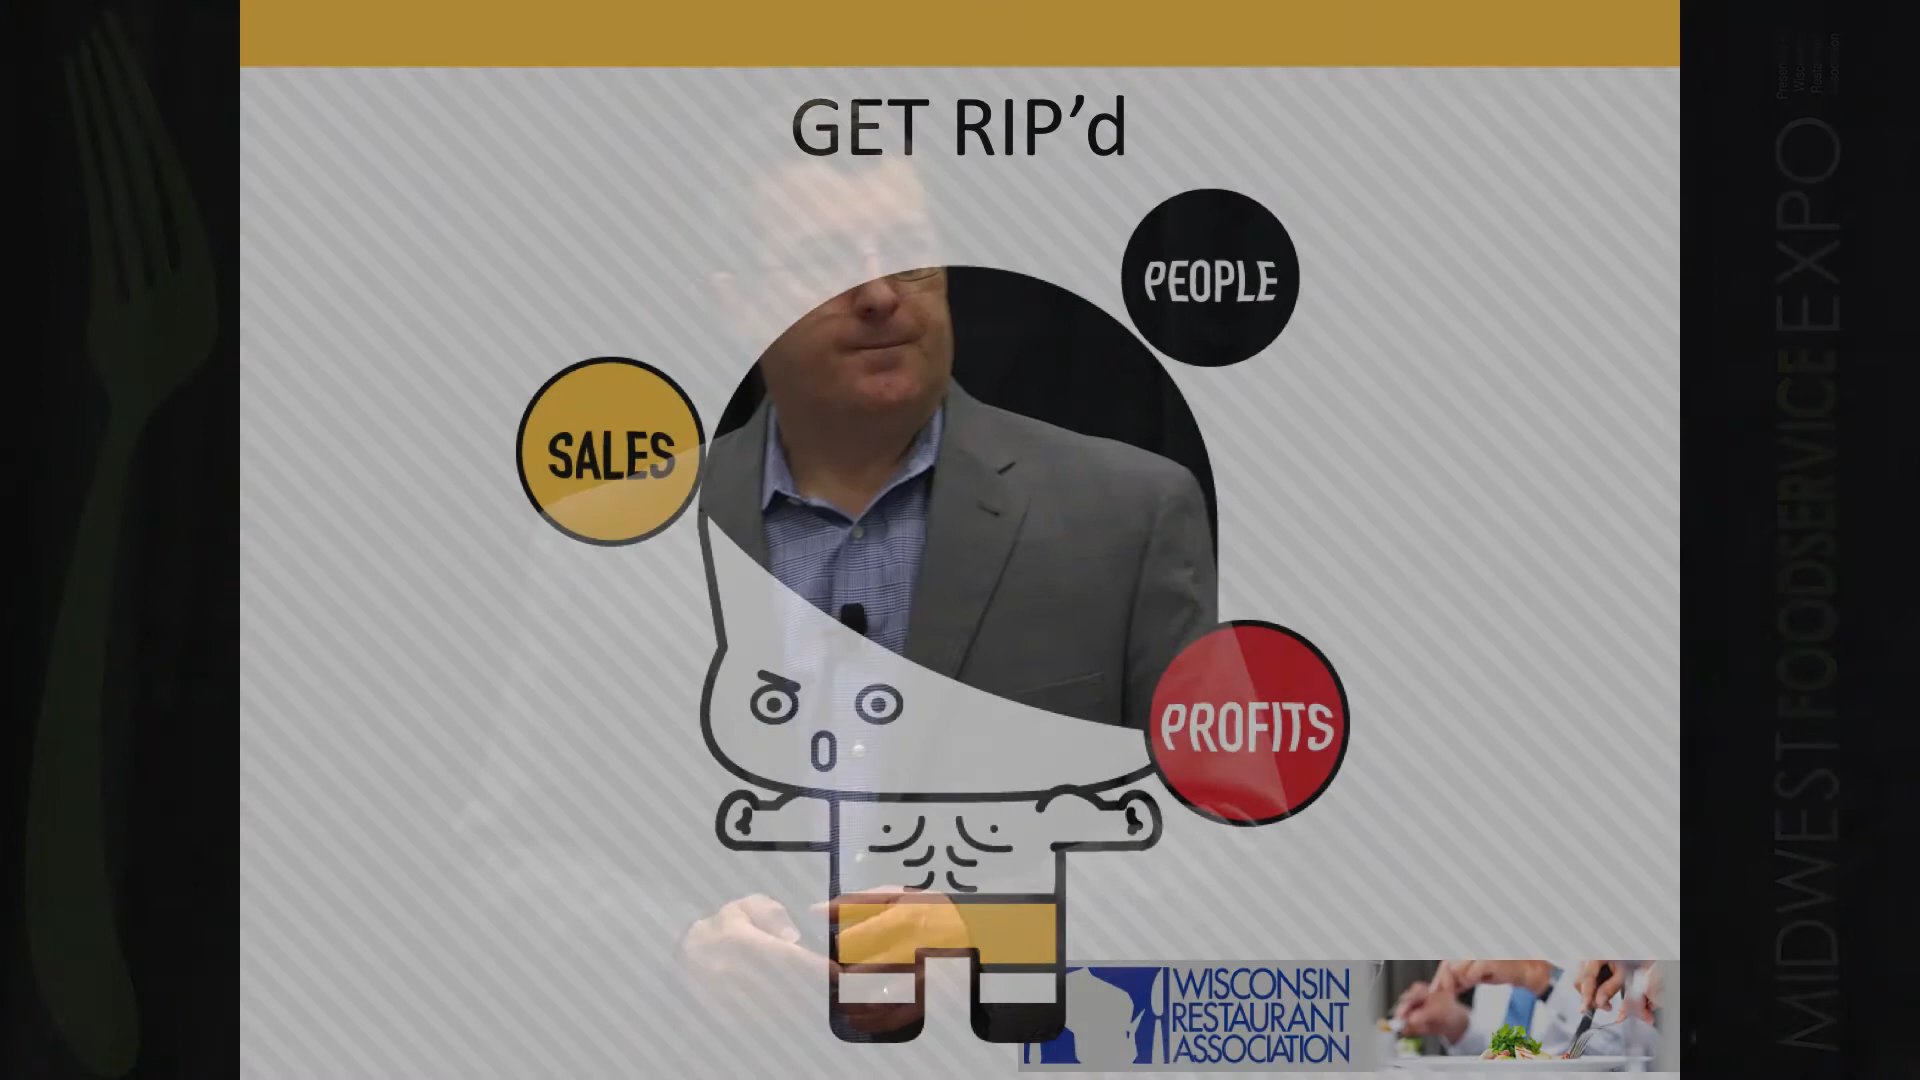 GET RIP'd
PEOPLE
SALES
PROFITS
WISCONSIN
RESTAURANT
ASSOCIATION
MIDWEST FOODSERVICE EXPO